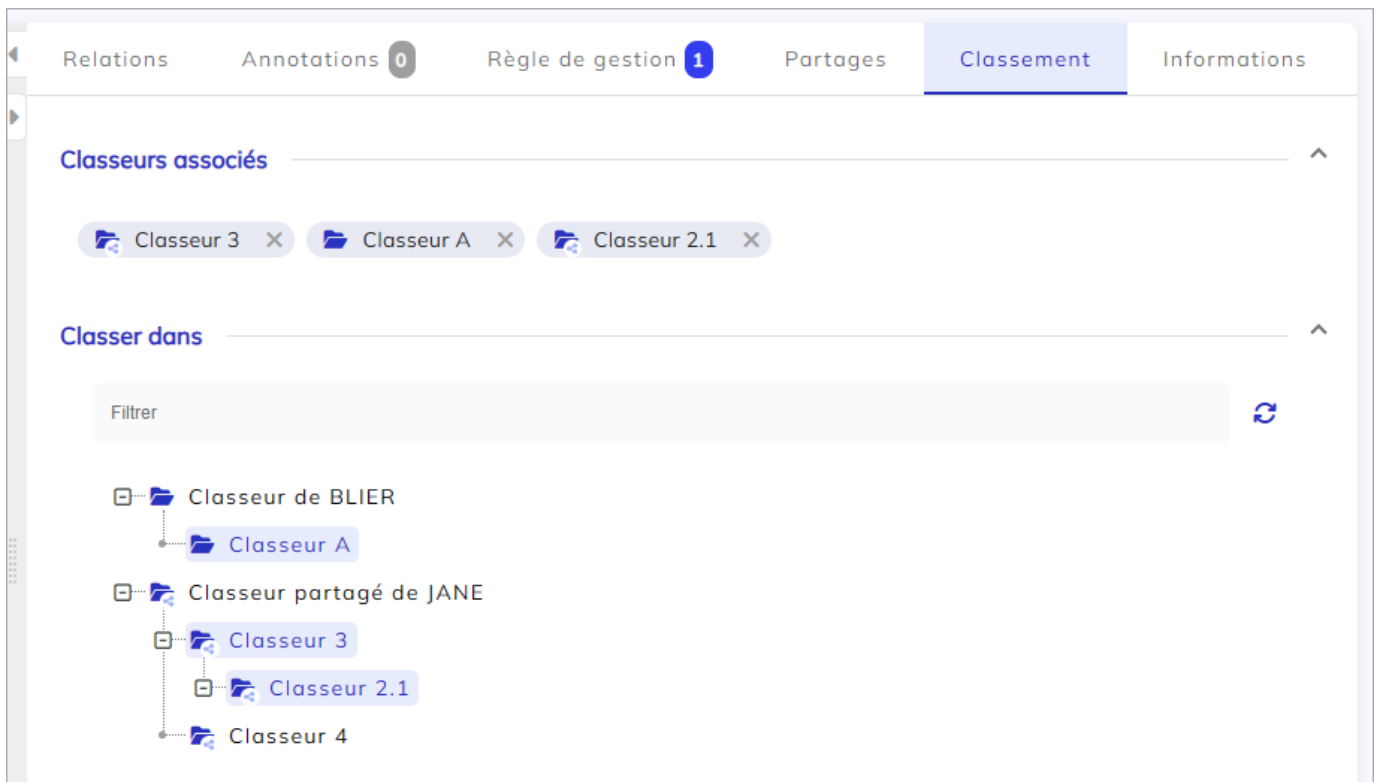 Relations Annotations 0 Règle de gestion 1 Partages Classement Informations
Classeurs associés
Classeur 3 Classeur A Classeur 2.1
Classer dans
Filtrer
Classeur de BLIER
Classeur A
Classeur partagé de JANE
Classeur 3
Classeur 2.1
Classeur 4